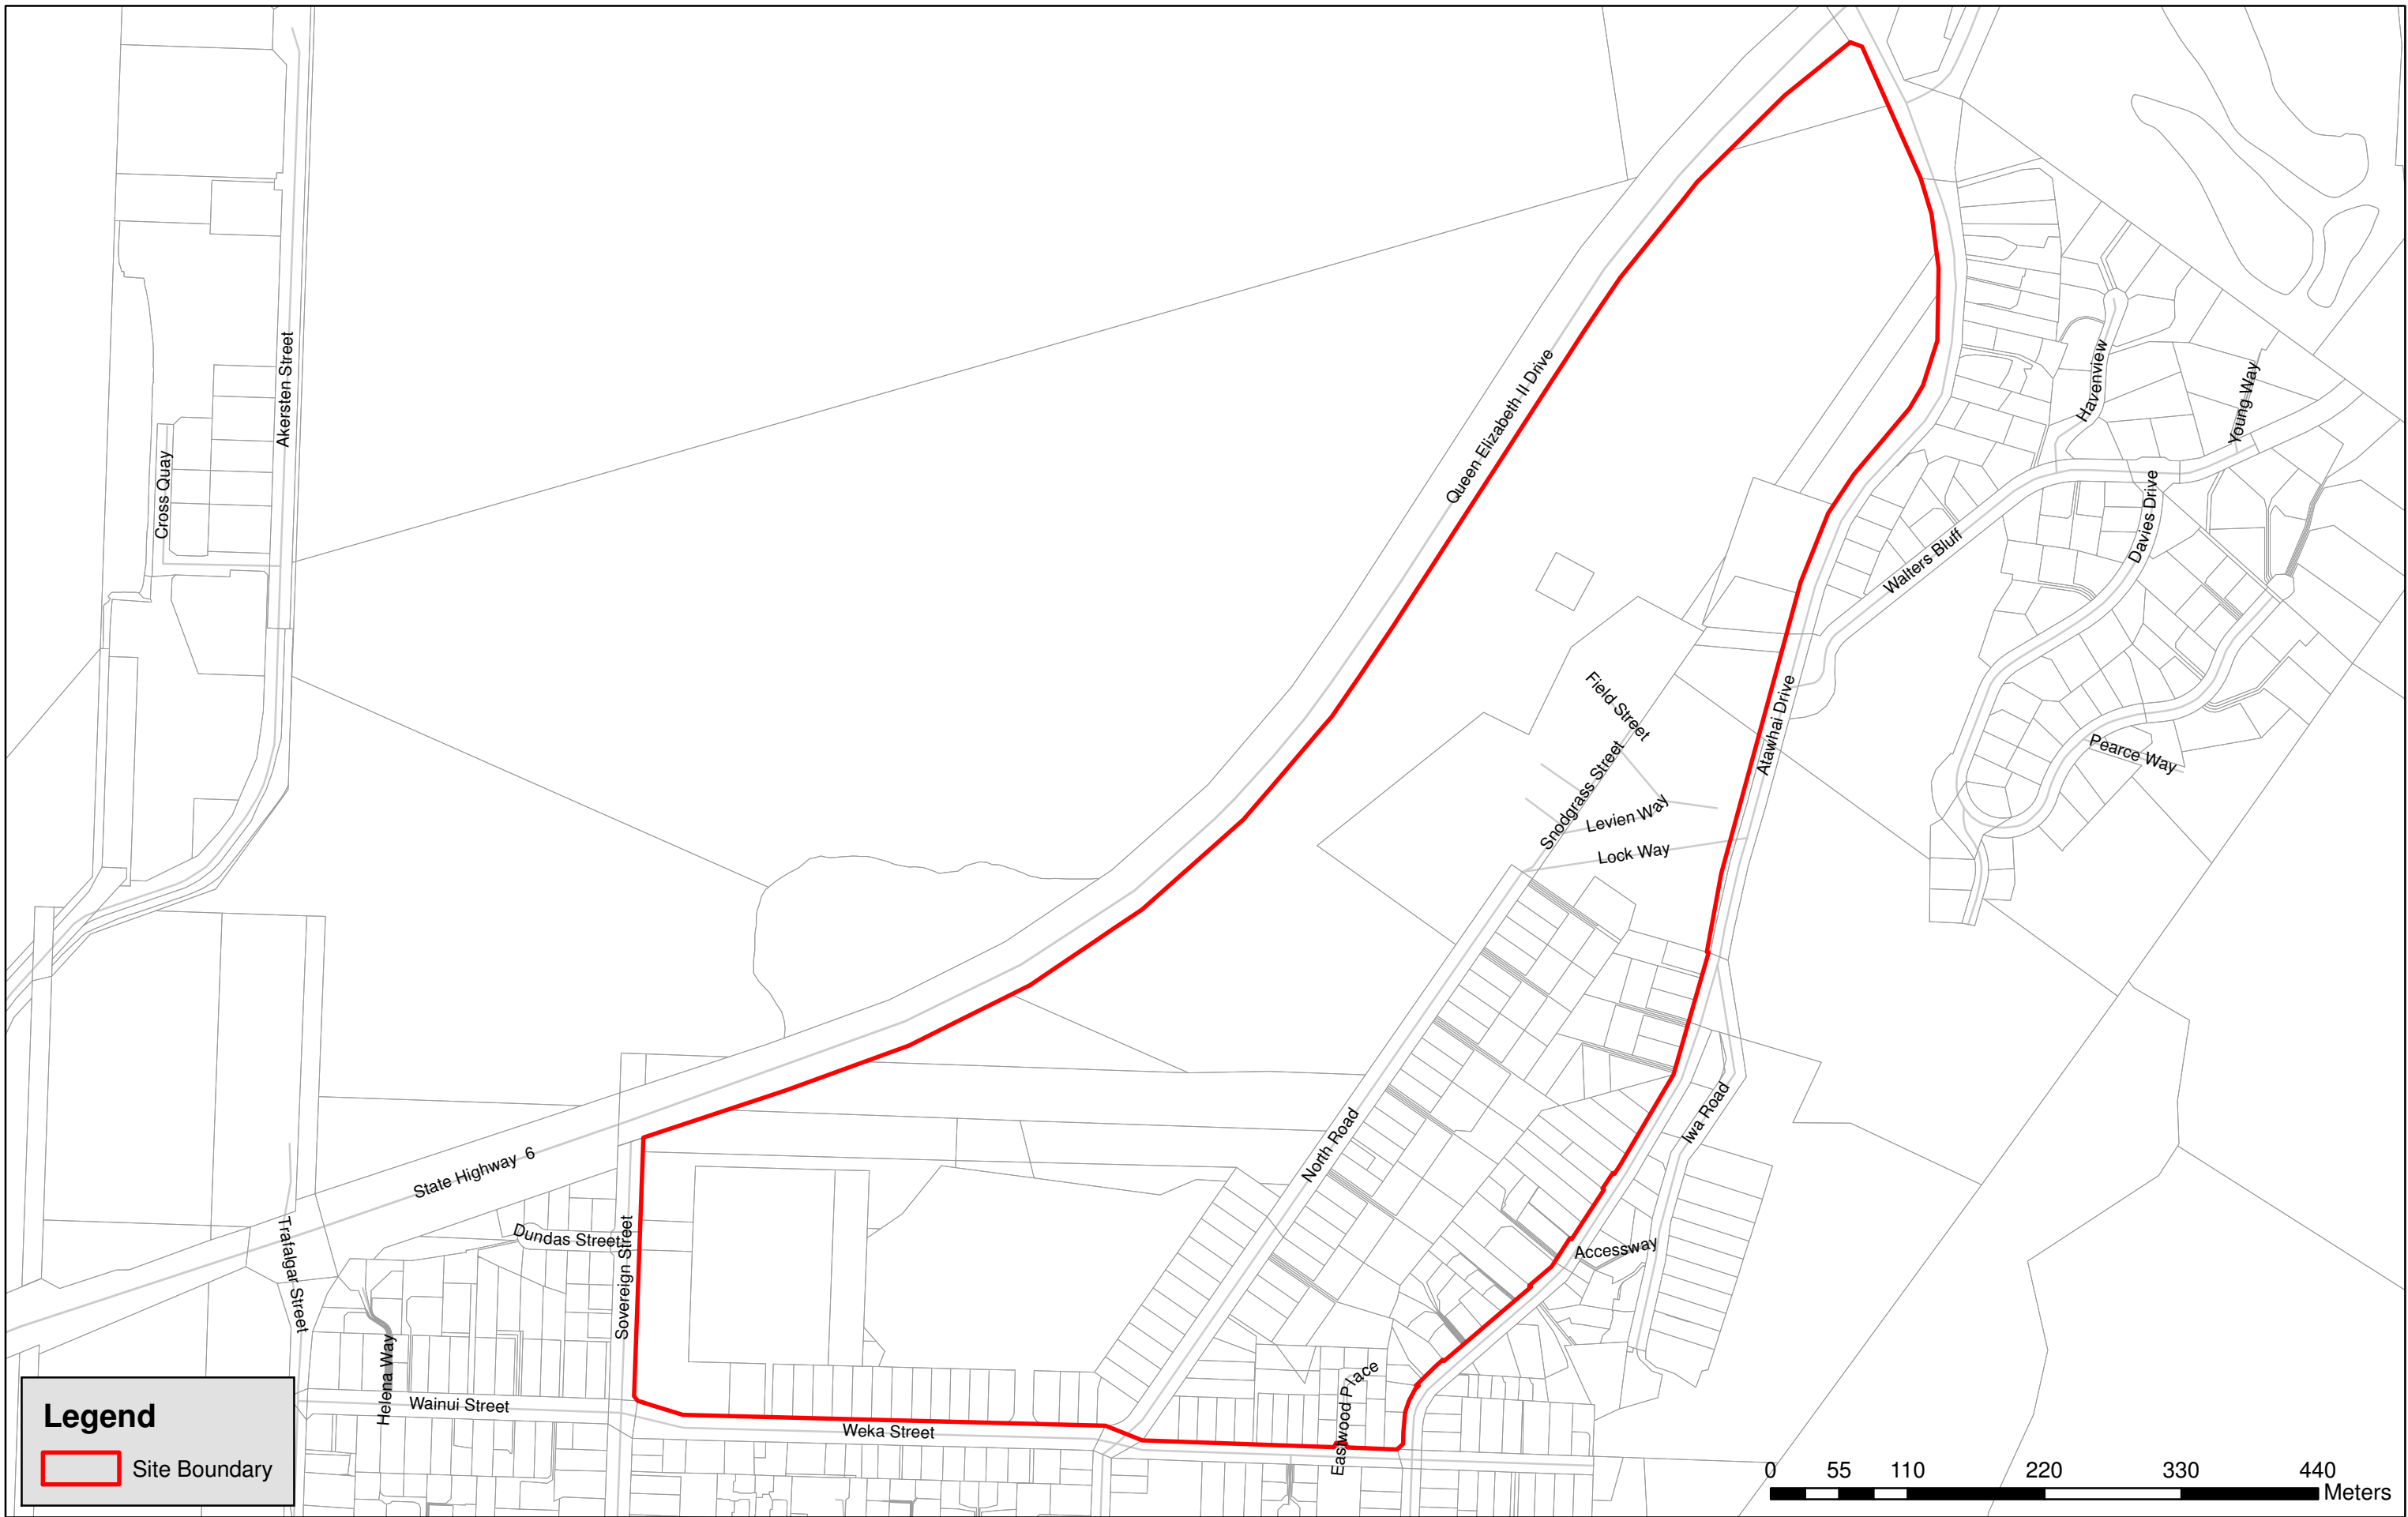 Akersten Street
Queen Elizabeth II Drive
Havenview
Young Way
Cross Quay
Davies Drive
Walters Bluff
Field Street
Atawhai Drive
Pearce Way
Snodgrass Street
Levien Way
Lock Way
Iwa Road
North Road
State Highway 6
Dundas Street
Sovereign Street
Accessway
Trafalgar Street
Helena Way
Eastwood Place
Wainui Street
Weka Street
Legend
Site Boundary
0 55 110 220 330 440
Meters